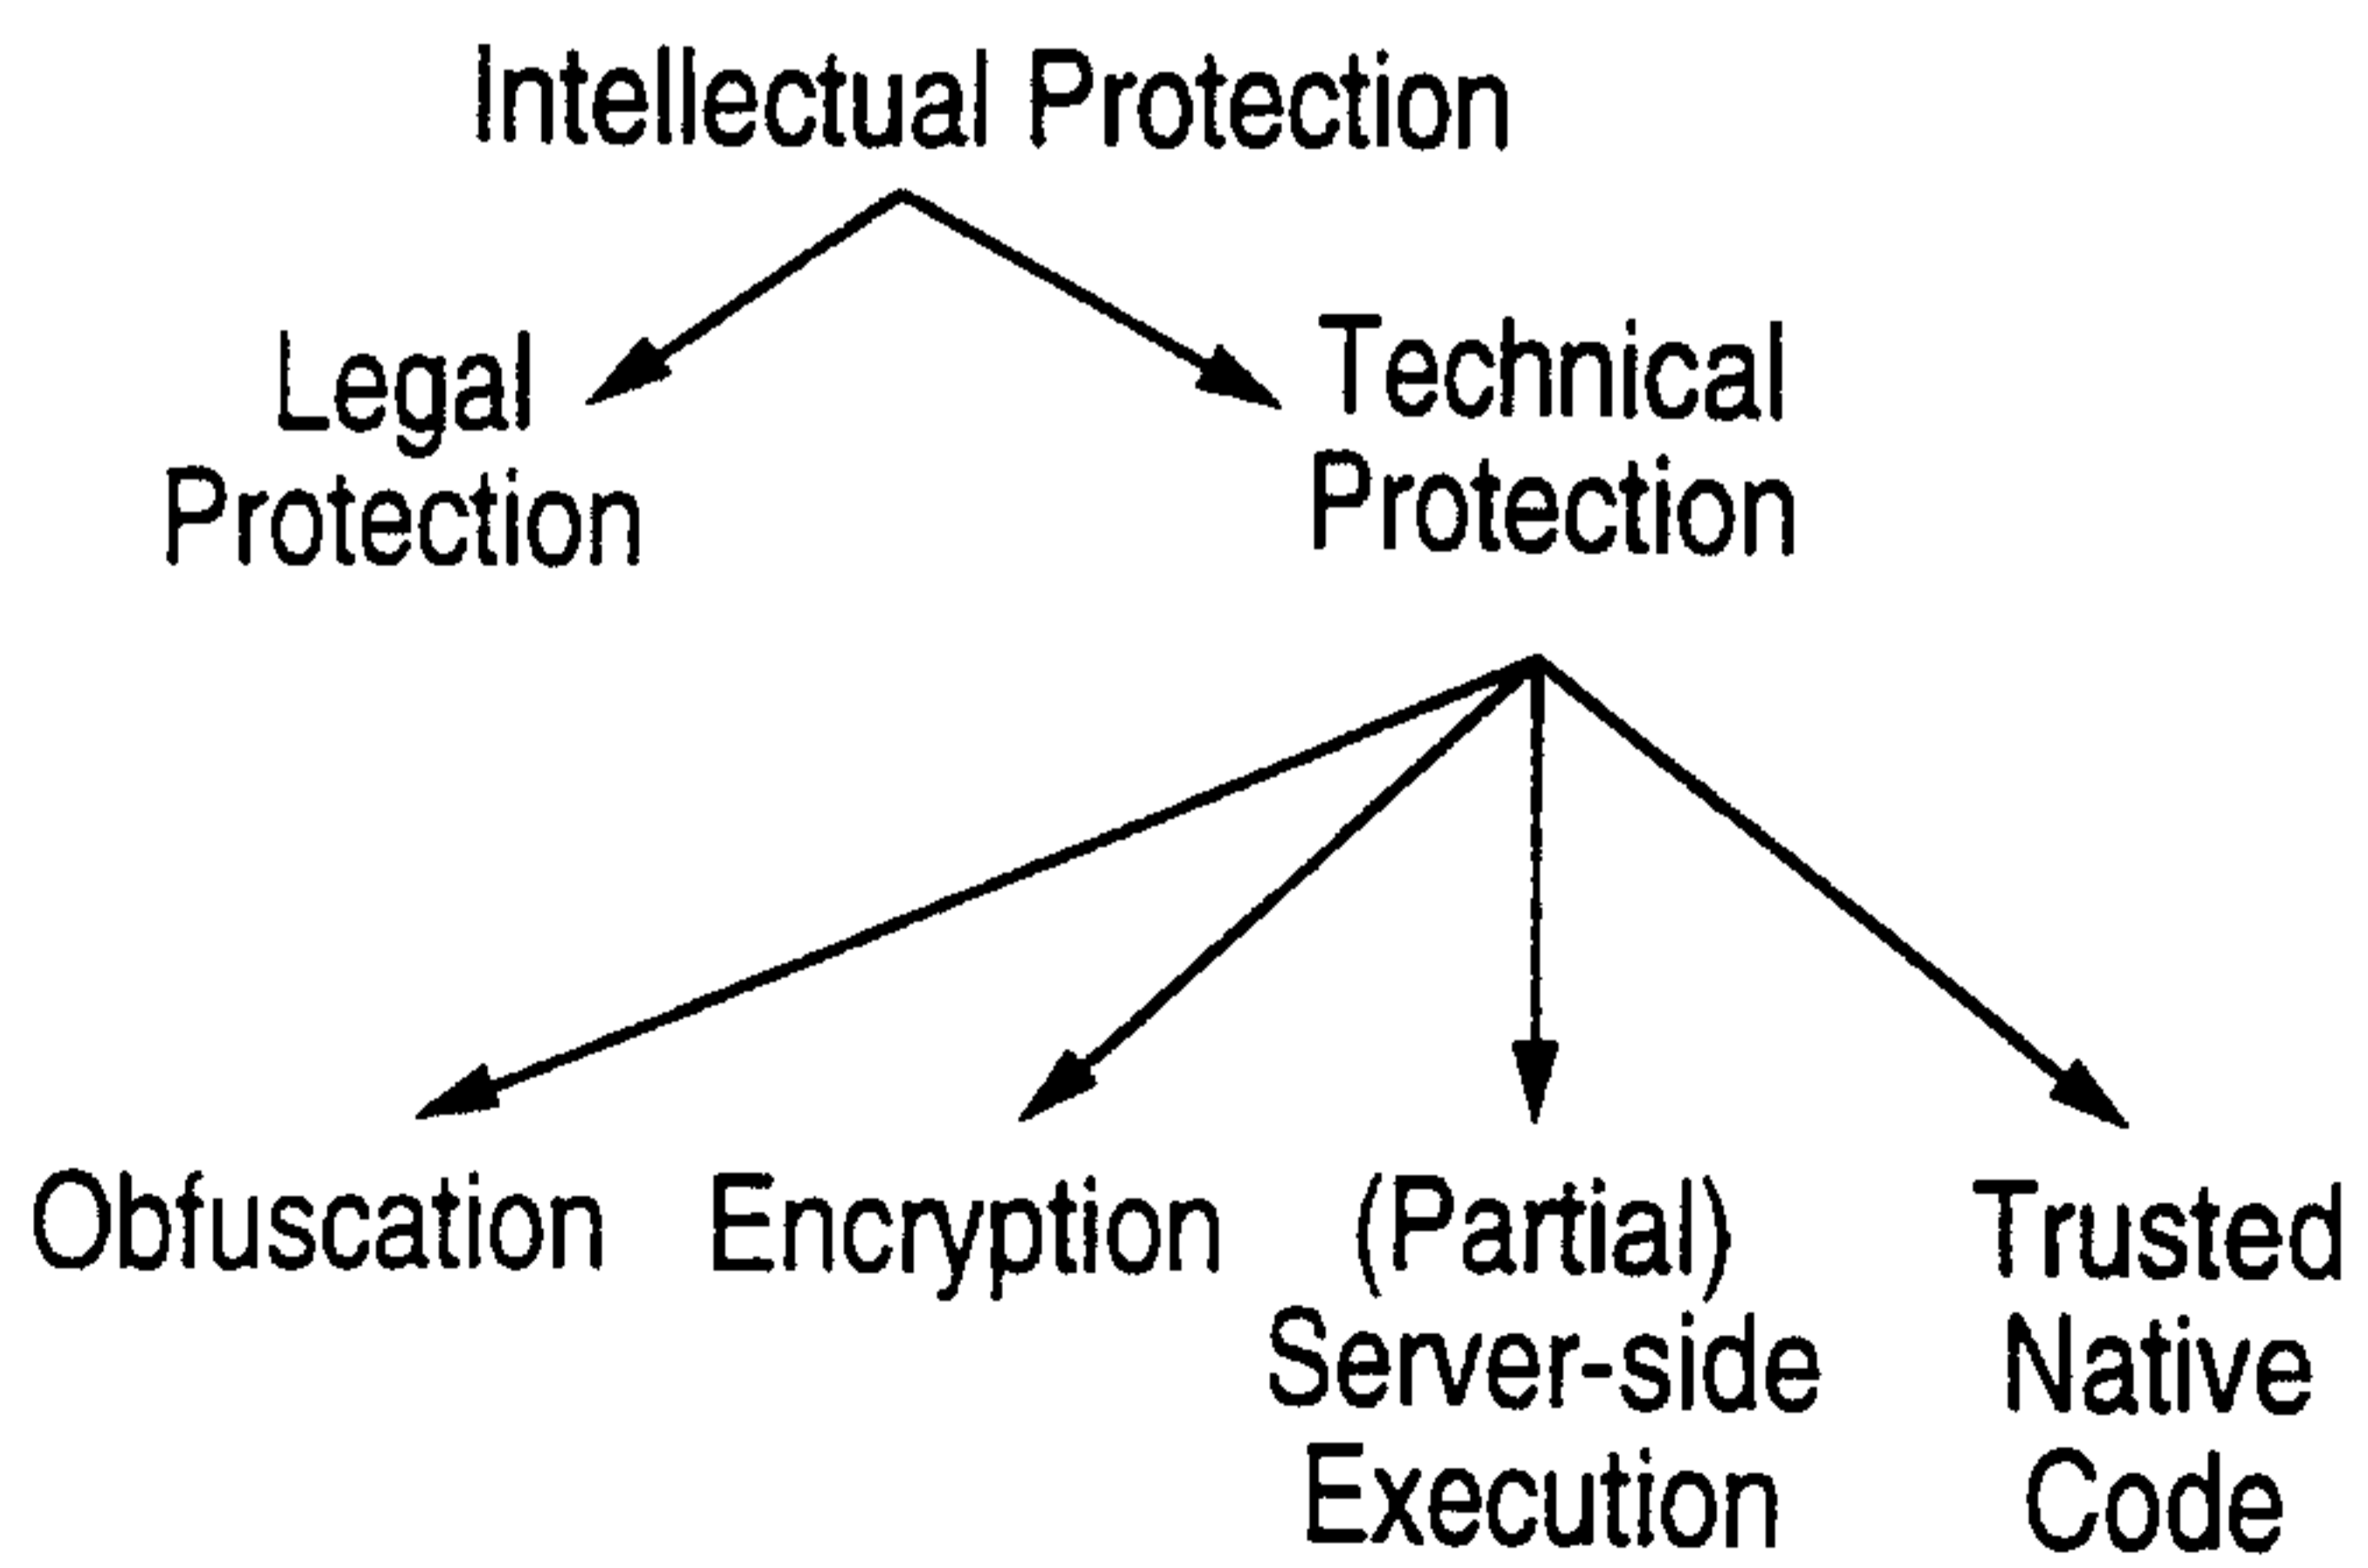 Intellectual Protection
Legal
Protection
Technical
Protection
Obfuscation
Encryption
(Partial)
Server-side
Execution
Trusted
Native
Code